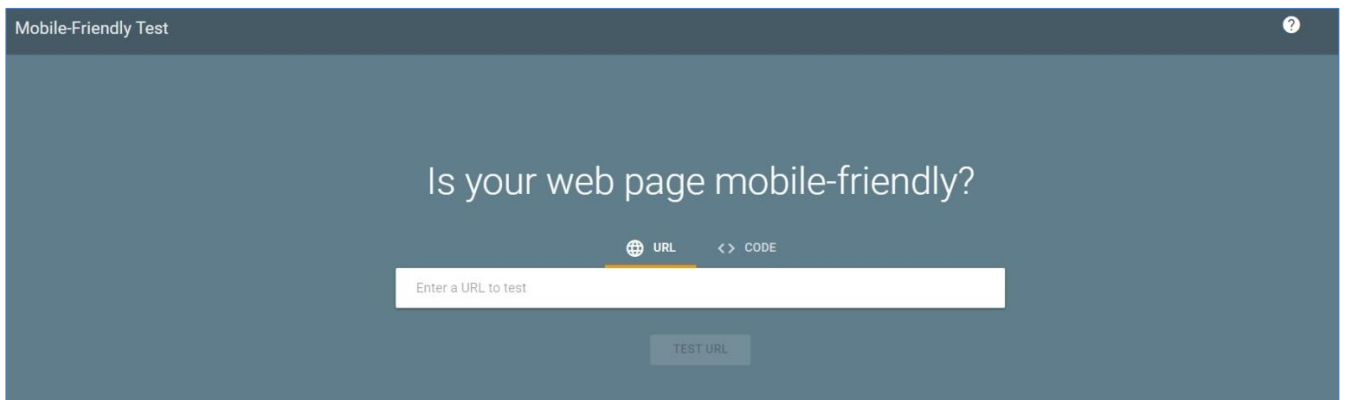 Mobile-Friendly Test
Is your web page mobile-friendly?
URL <> CODE
Enter a URL to test
TEST URL